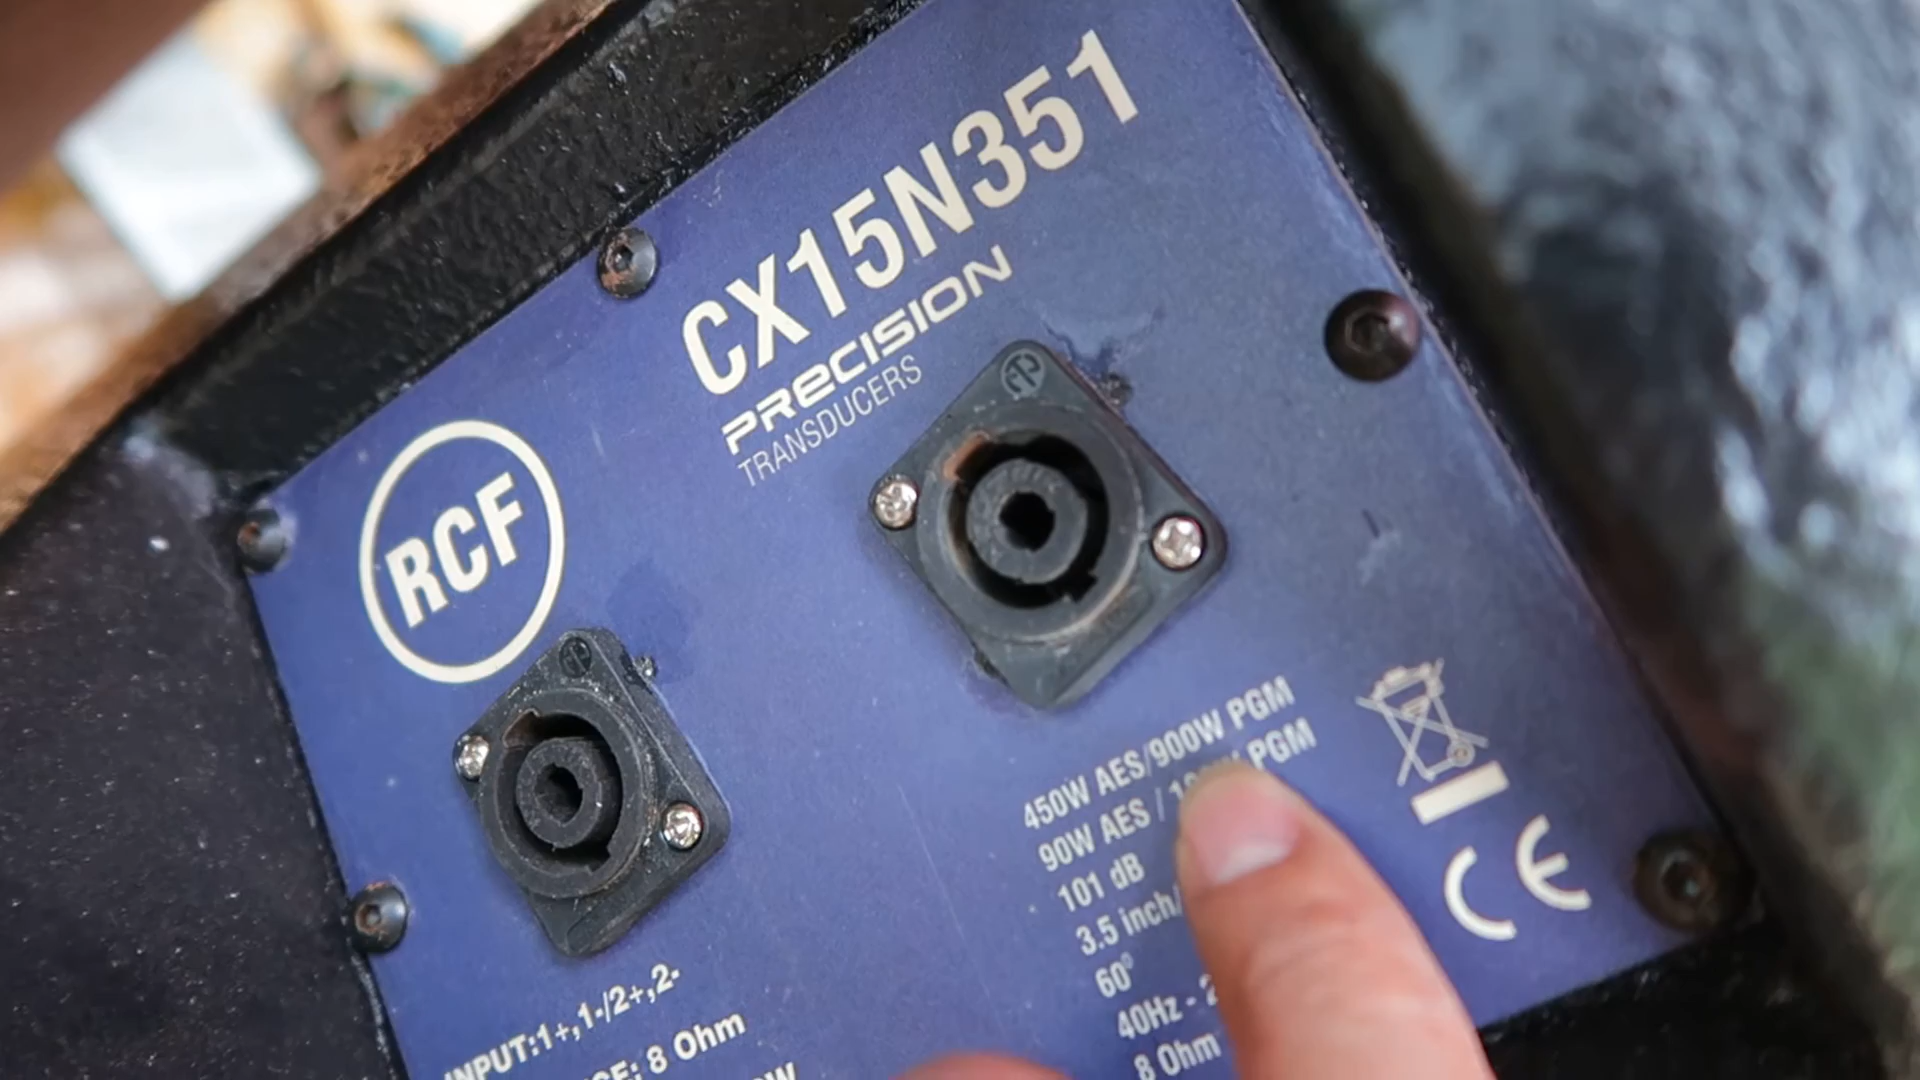 CX15N351
PRECISION
TRANSDUCERS
RCF
450W AES/900W PGM
90W AES / PGM
101 dB
3.5 inch/
60°
40Hz -
8 Ohm
CE
INPUT:1+,1-/2+,2-
8 Ohm